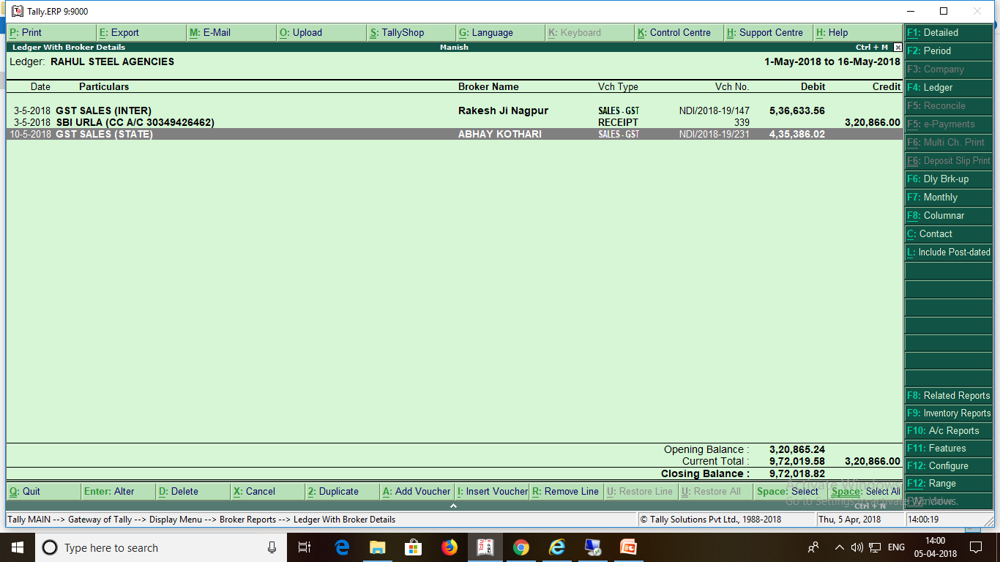 Tally.ERP 9:9000
P: Print E: Export M: E-Mail O: Upload S: TallyShop G: Language K: Keyboard K: Control Centre H: Support Centre H: Help
Ledger With Broker Details Manish Ctrl + M
Ledger: RAHUL STEEL AGENCIES 1-May-2018 to 16-May-2018
Date Particulars Broker Name Vch Type Vch No. Debit Credit
3-5-2018 GST SALES (INTER) Rakesh Ji Nagpur SALES - GST NDI/2018-19/147 5,36,633.56
3-5-2018 SBI URLA (CC A/C 30349426462) RECEIPT 339 3,20,866.00
10-5-2018 GST SALES (STATE) ABHAY KOTHARI SALES - GST NDI/2018-19/231 4,35,386.02
Opening Balance : 3,20,865.24
Current Total : 9,72,019.58 3,20,866.00
Closing Balance : 9,72,018.82
F1: Detailed
F2: Period
F3: Company
F4: Ledger
F5: Reconcile
F5: e-Payments
F6: Multi Ch. Print
F6: Deposit Slip Print
F6: Dly Brk-up
F7: Monthly
F8: Columnar
C: Contact
L: Include Post-dated
F8: Related Reports
F9: Inventory Reports
F10: A/c Reports
F11: Features
F12: Configure
F12: Range
F12: Value
Activate Windows
Go to Settings to activate Windows.
Q: Quit Enter: Alter D: Delete X: Cancel 2: Duplicate A: Add Voucher I: Insert Voucher R: Remove Line U: Restore Line U: Restore All Space: Select Space: Select All
Ctrl + N
Tally MAIN --> Gateway of Tally --> Display Menu --> Broker Reports --> Ledger With Broker Details © Tally Solutions Pvt Ltd., 1988-2018 Thu, 5 Apr, 2018 14:00:19
Type here to search ENG 14:00
05-04-2018